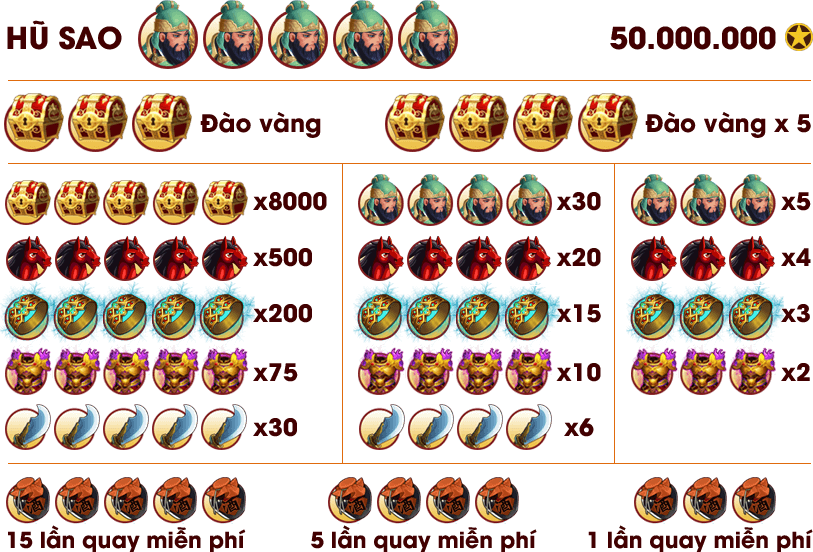 HŨ SAO 50.000.000
Đào vàng Đào vàng x 5
x8000 x30 x5
x500 x20 x4
x200 x15 x3
x75 x10 x2
x30 x6
15 lần quay miễn phí 5 lần quay miễn phí 1 lần quay miễn phí